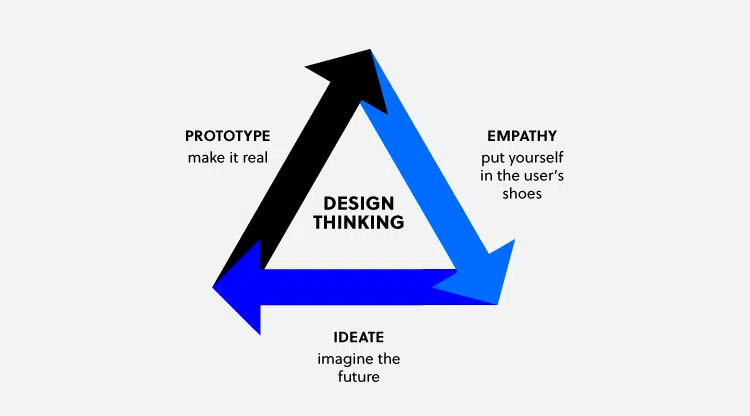 PROTOTYPE
make it real
EMPATHY
put yourself
in the user's
shoes
DESIGN
THINKING
IDEATE
imagine the
future